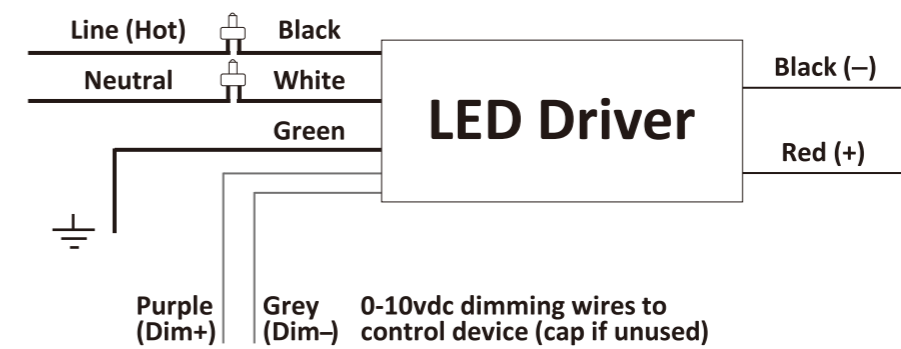 Line (Hot) Black
Neutral White
Green
LED Driver
Black (–)
Red (+)
Purple
(Dim+)
Grey
(Dim–)
0-10vdc dimming wires to
control device (cap if unused)